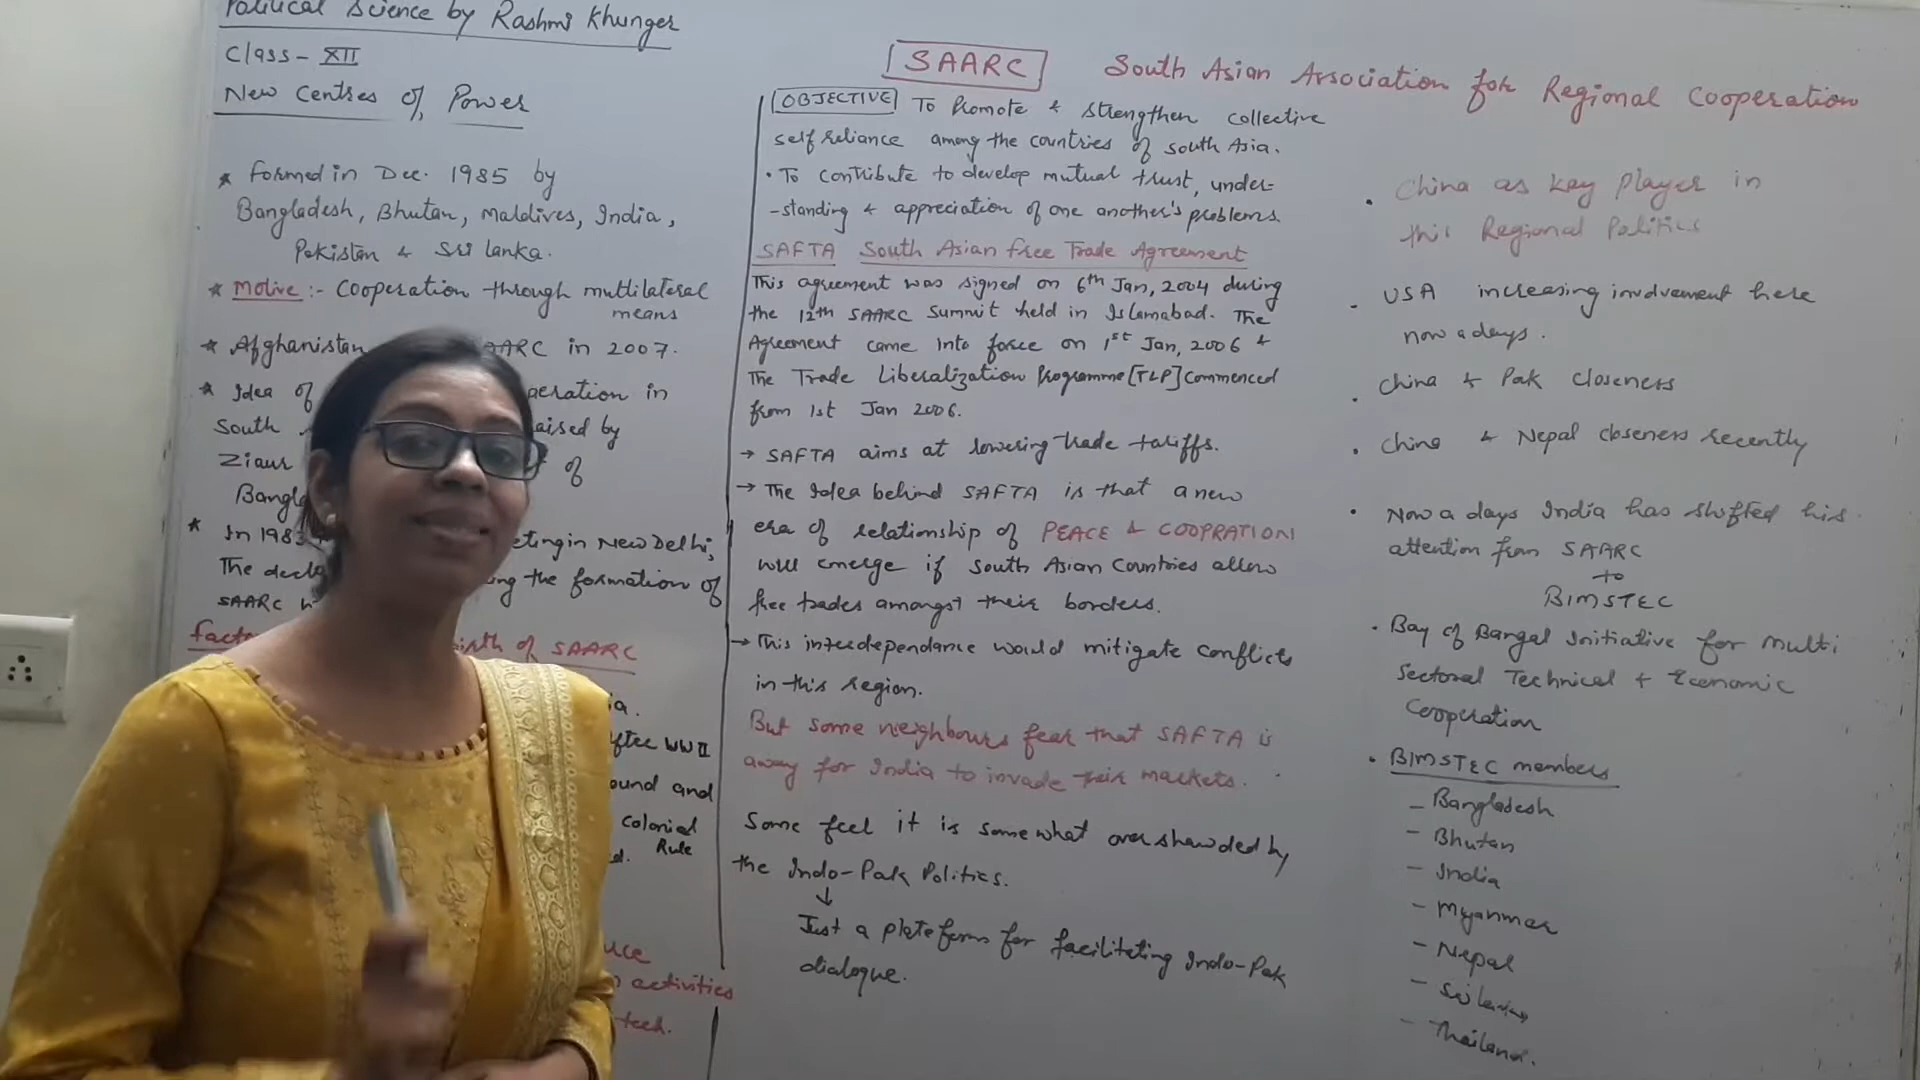 Political Science by Rashmi Khunger
Class - XII
New Centres of Power
* Formed in Dec. 1985 by
Bangladesh, Bhutan, Maldives, India,
Pakistan & Sri lanka.
* Motive :- Cooperation through multilateral
means
* Afghanistan ARC in 2007.
* Idea of peration in
South aised by
Ziaur of
Bangla
* In 1983 eting in New Delhi,
The decla ng the formation of
SAARC
facto birth of SAARC
ia.
After WW II
ound and
colonial
d. Rule
uce
activities
tech.
SAARC South Asian Association for Regional Cooperation
OBJECTIVE To Promote & strengthen collective
self reliance among the countries of South Asia.
• To contribute to develop mutual trust, under=
-standing & appreciation of one another's problems.
SAFTA South Asian free Trade Agreement
This agreement was signed on 6th Jan, 2004 during
the 12th SAARC Summit held in Islamabad. The
Agreement came into force on 1st Jan, 2006 &
The Trade Liberalization Programme [TLP] Commenced
from 1st Jan 2006.
→ SAFTA aims at lowering trade tariffs.
→ The Idea behind SAFTA is that a new
era of relationship of PEACE & COOPRATION
will emerge if South Asian Countries allow
free trades amongst their borders.
→ This interdependance would mitigate conflicts
in this region.
But some neighbours fear that SAFTA is
away for India to invade their markets.
Some feel it is somewhat overshawded by
the Indo-Pak Politics.
↓
Just a plateform for facilitating Indo-Pak
dialogue.
• China as key player in
this Regional Politics
• USA increasing involvement here
now a days.
• China & Pak closeness
• China & Nepal closeness recently
• Now a days India has shifted his
attention from SAARC
to
BIMSTEC
• Bay of Bangal Initiative for Multi
Sectoral Technical + Economic
Cooperation
• BIMSTEC members
- Bangladesh
- Bhutan
- India
- Myanmar
- Nepal
- Sri lanka
- Thailand.